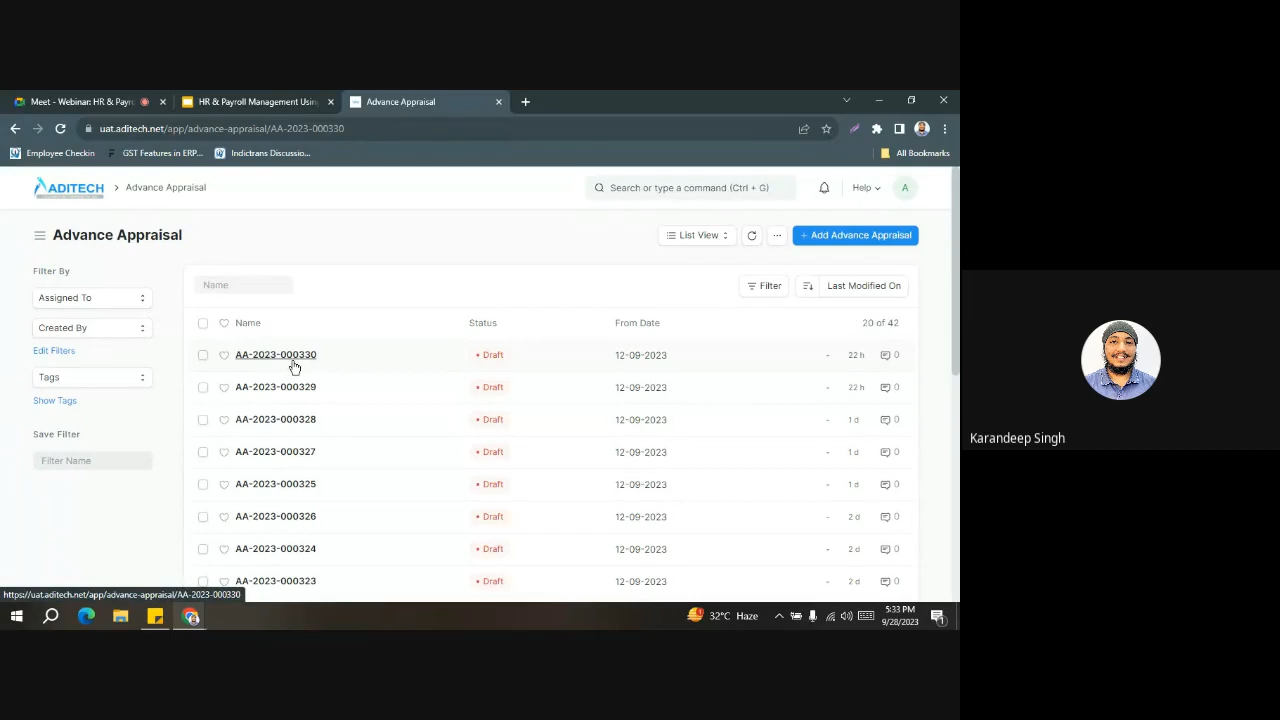 Meet - Webinar: HR & Payro
HR & Payroll Management Using
Advance Appraisal
uat.aditech.net/app/advance-appraisal/AA-2023-000330
Employee Checkin
GST Features in ERP...
Indictrans Discussio...
All Bookmarks
ADITECH
Advance Appraisal
Search or type a command (Ctrl + G)
Help
A
Advance Appraisal
List View
...
+ Add Advance Appraisal
Filter By
Assigned To
Created By
Edit Filters
Tags
Show Tags
Save Filter
Filter Name
Name
Filter
Last Modified On
Name Status From Date 20 of 42
AA-2023-000330 • Draft 12-09-2023 - 22 h 0
AA-2023-000329 • Draft 12-09-2023 - 22 h 0
AA-2023-000328 • Draft 12-09-2023 - 1 d 0
AA-2023-000327 • Draft 12-09-2023 - 1 d 0
AA-2023-000325 • Draft 12-09-2023 - 1 d 0
AA-2023-000326 • Draft 12-09-2023 - 2 d 0
AA-2023-000324 • Draft 12-09-2023 - 2 d 0
AA-2023-000323 • Draft 12-09-2023 - 2 d 0
https://uat.aditech.net/app/advance-appraisal/AA-2023-000330
32°C Haze
5:33 PM
9/28/2023
1
Karandeep Singh